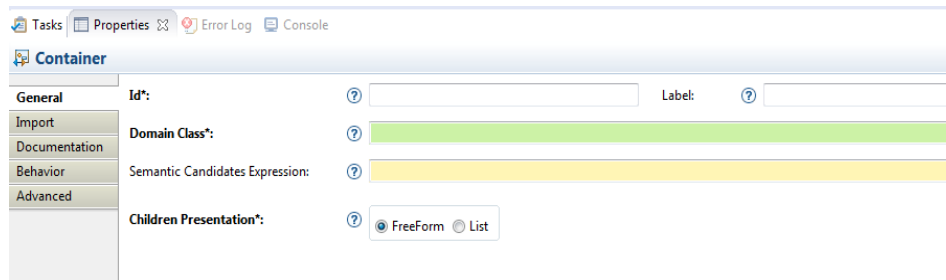 Tasks Properties Error Log Console
Container
General
Import
Documentation
Behavior
Advanced
Id*: ? Label: ?
Domain Class*: ?
Semantic Candidates Expression: ?
Children Presentation*: ? FreeForm List